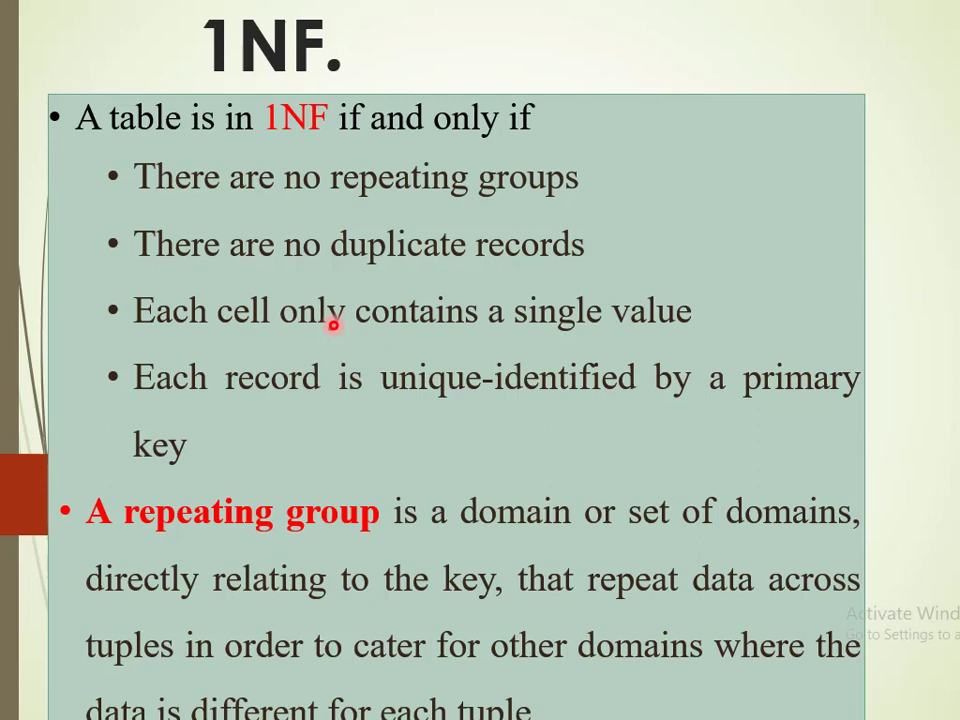 1NF.
• A table is in 1NF if and only if
• There are no repeating groups
• There are no duplicate records
• Each cell only contains a single value
• Each record is unique-identified by a primary
key
• A repeating group is a domain or set of domains,
directly relating to the key, that repeat data across
tuples in order to cater for other domains where the
data is different for each tuple
Activate Wind
Go to Settings to a